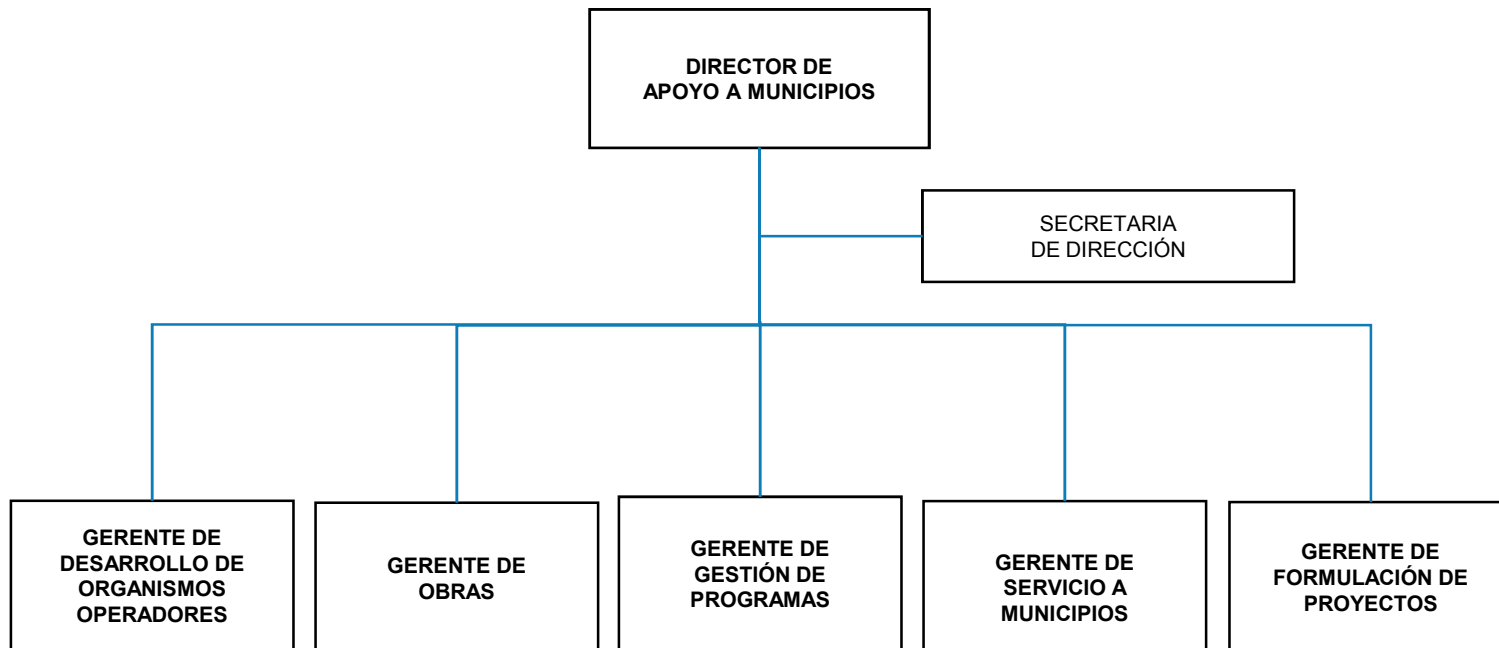 DIRECTOR DE
APOYO A MUNICIPIOS
SECRETARIA
DE DIRECCIÓN
GERENTE DE
DESARROLLO DE
ORGANISMOS
OPERADORES
GERENTE DE
OBRAS
GERENTE DE
GESTIÓN DE
PROGRAMAS
GERENTE DE
SERVICIO A
MUNICIPIOS
GERENTE DE
FORMULACIÓN DE
PROYECTOS